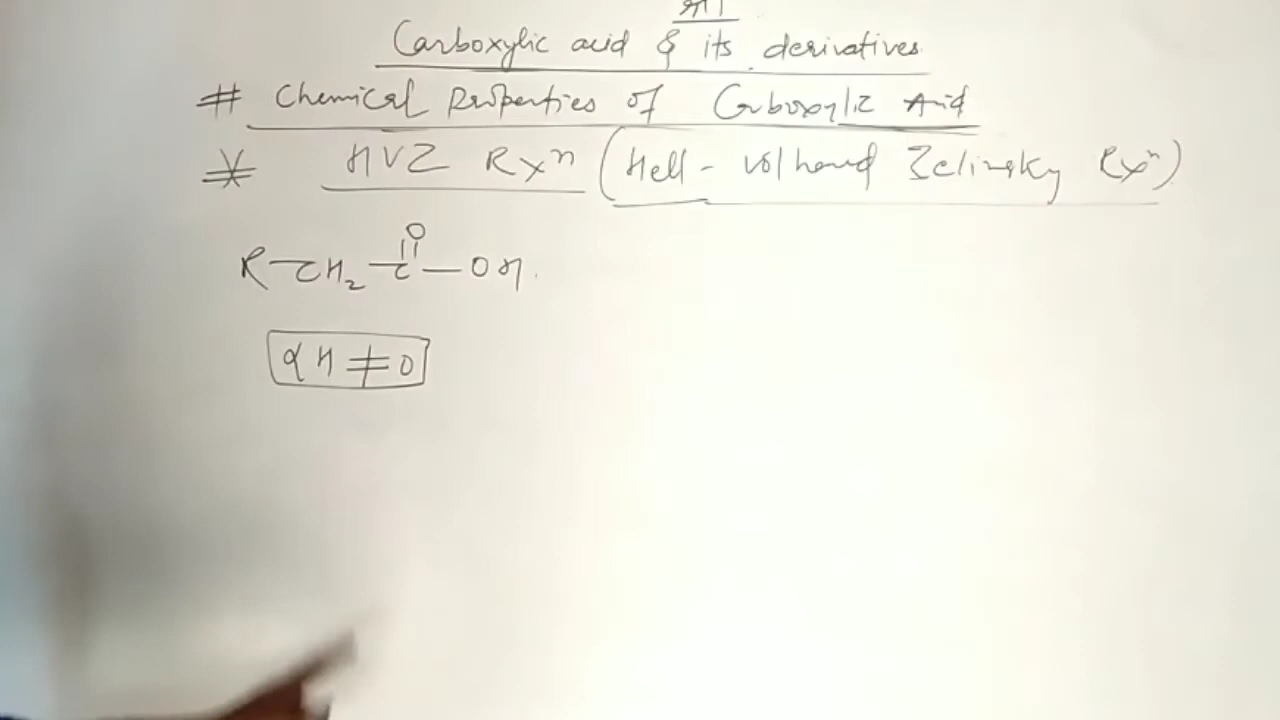 श्री
Carboxylic acid & its derivatives
# Chemical Properties of Carboxylic Acid
* HVZ Rxⁿ (Hell - Volhard Zelinsky Rxⁿ)
O
||
R-CH₂-C-OH
αH ≠ 0